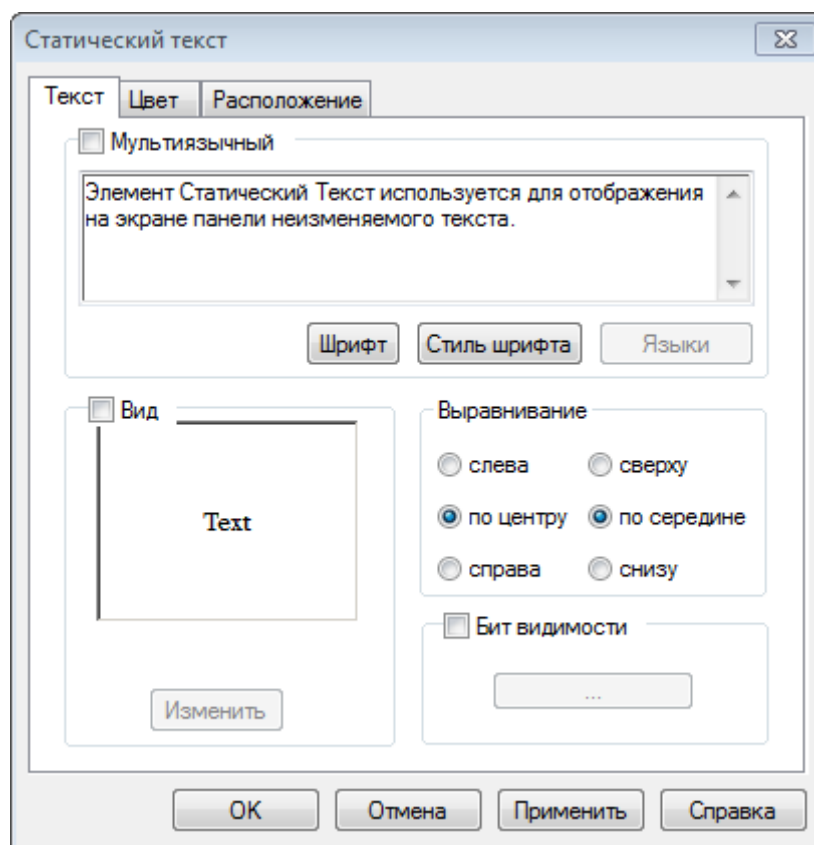 Статический текст
Текст Цвет Расположение
Мультиязычный
Элемент Статический Текст используется для отображения
на экране панели неизменяемого текста.
Шрифт Стиль шрифта Языки
Вид
Text
Изменить
Выравнивание
слева сверху
по центру по середине
справа снизу
Бит видимости
...
OK Отмена Применить Справка